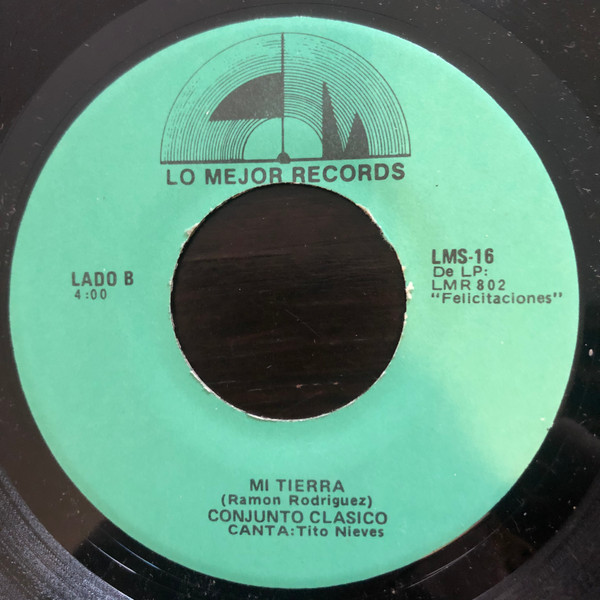 LO MEJOR RECORDS
LADO B
4:00
LMS-16
De LP:
LMR 802
"Felicitaciones"
MI TIERRA
(Ramon Rodriguez)
CONJUNTO CLASICO
CANTA:Tito Nieves